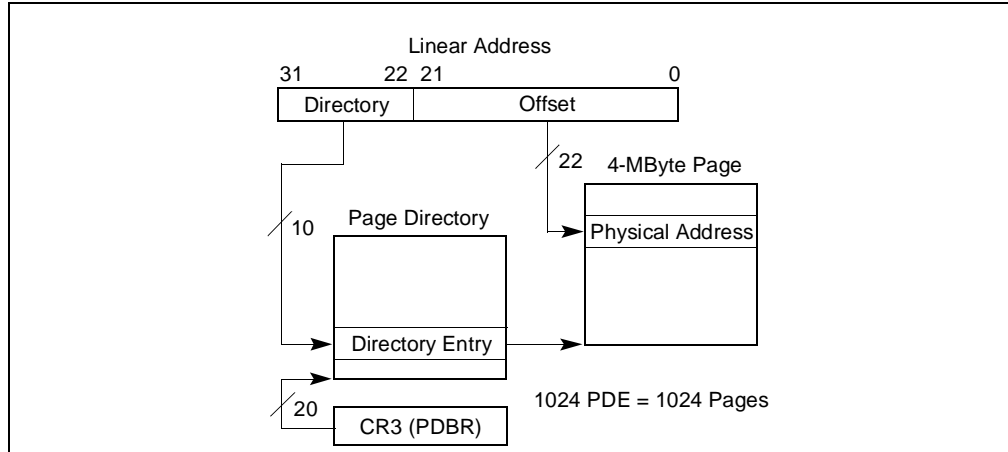 Linear Address
31 22 21 0
Directory Offset
22
4-MByte Page
10
Page Directory
Physical Address
Directory Entry
1024 PDE = 1024 Pages
20
CR3 (PDBR)